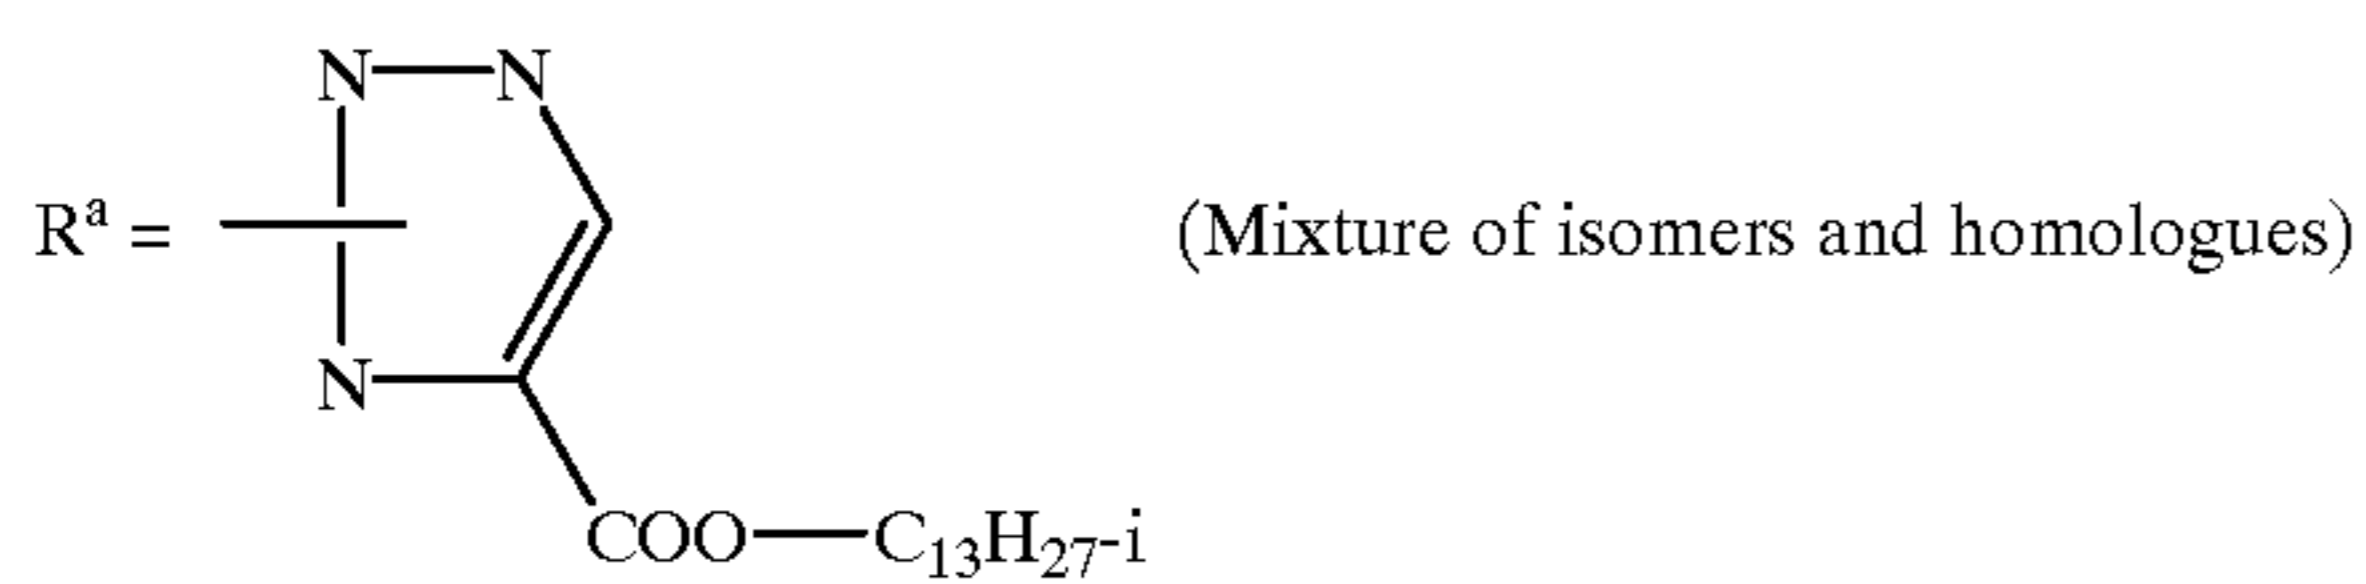 N N
Rᵃ = (Mixture of isomers and homologues)
N
COO C₁₃H₂₇-i